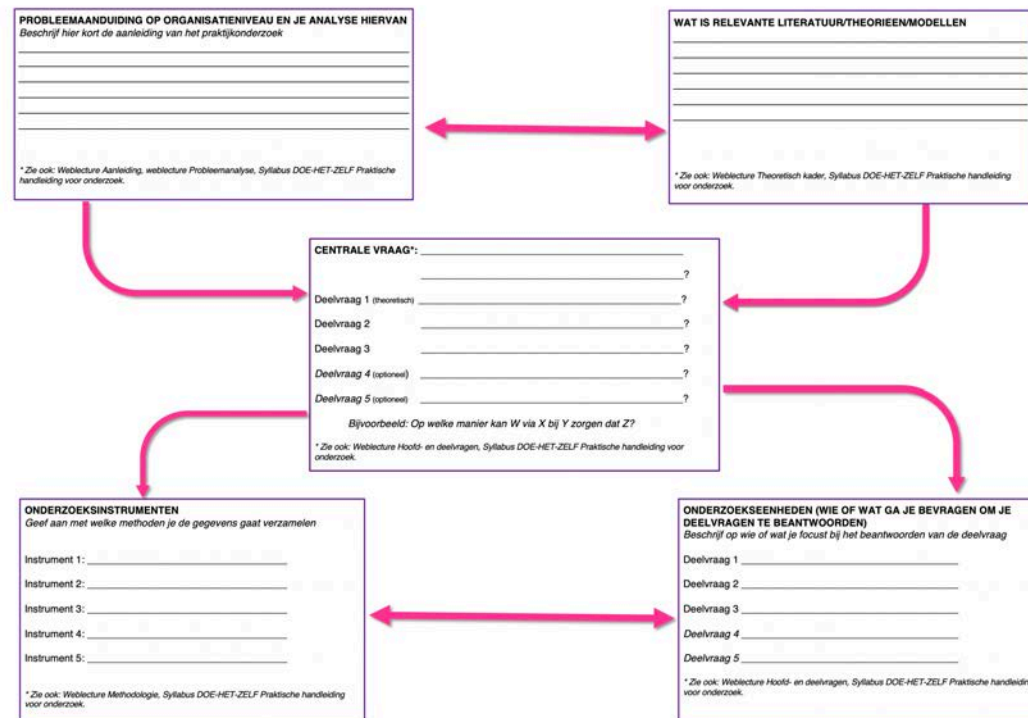 PROBLEEMAANDUIDING OP ORGANISATIENIVEAU EN JE ANALYSE HIERVAN
Beschrijf hier kort de aanleiding van het praktijkonderzoek
* Zie ook: Weblecture Aanleiding, weblecture Probleemanalyse, Syllabus DOE-HET-ZELF Praktische
handleiding voor onderzoek.
WAT IS RELEVANTE LITERATUUR/THEORIEEN/MODELLEN
* Zie ook: Weblecture Theoretisch kader, Syllabus DOE-HET-ZELF Praktische handleiding
voor onderzoek.
CENTRALE VRAAG*:
?
Deelvraag 1 (theoretisch) ?
Deelvraag 2 ?
Deelvraag 3 ?
Deelvraag 4 (optioneel) ?
Deelvraag 5 (optioneel) ?
Bijvoorbeeld: Op welke manier kan W via X bij Y zorgen dat Z?
* Zie ook: Weblecture Hoofd- en deelvragen, Syllabus DOE-HET-ZELF Praktische handleiding voor
onderzoek.
ONDERZOEKSINSTRUMENTEN
Geef aan met welke methoden je de gegevens gaat verzamelen
Instrument 1:
Instrument 2:
Instrument 3:
Instrument 4:
Instrument 5:
* Zie ook: Weblecture Methodologie, Syllabus DOE-HET-ZELF Praktische handleiding
voor onderzoek.
ONDERZOEKSEENHEDEN (WIE OF WAT GA JE BEVRAGEN OM JE
DEELVRAGEN TE BEANTWOORDEN)
Beschrijf op wie of wat je focust bij het beantwoorden van de deelvraag
Deelvraag 1
Deelvraag 2
Deelvraag 3
Deelvraag 4
Deelvraag 5
* Zie ook: Weblecture Hoofd- en deelvragen, Syllabus DOE-HET-ZELF Praktische handleiding
voor onderzoek.